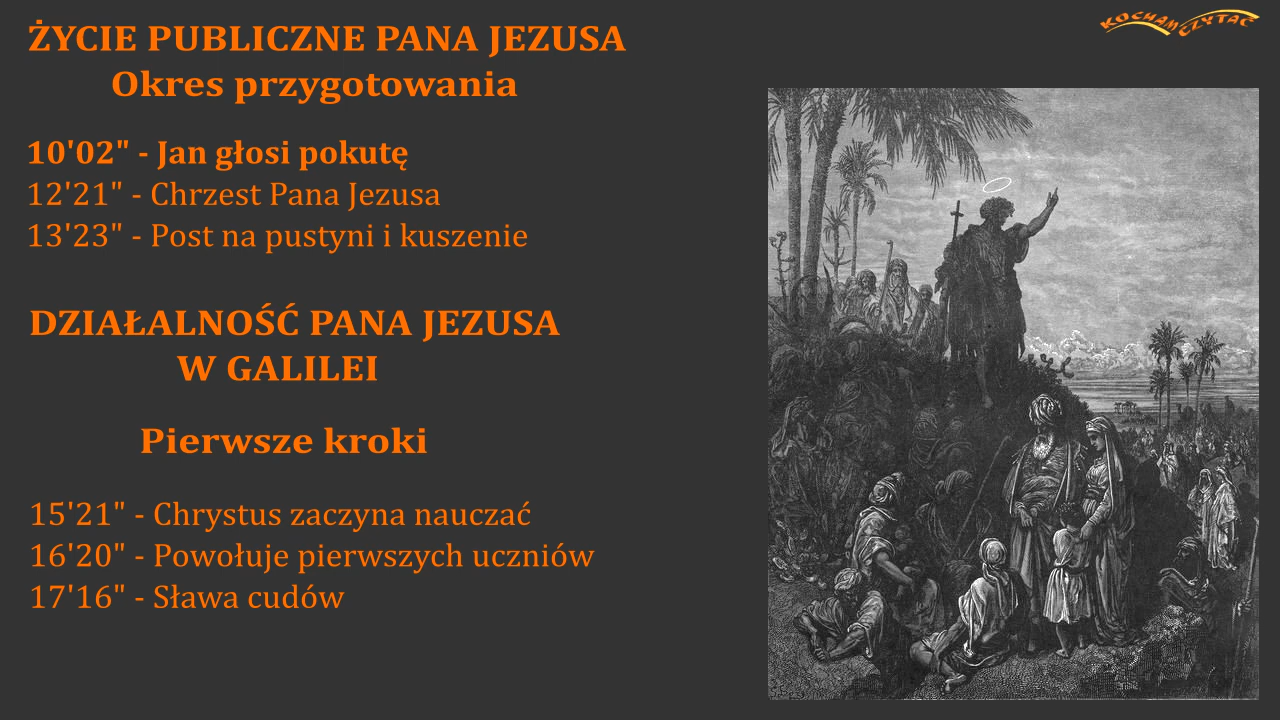 ŻYCIE PUBLICZNE PANA JEZUSA
Okres przygotowania
10'02" - Jan głosi pokutę
12'21" - Chrzest Pana Jezusa
13'23" - Post na pustyni i kuszenie
DZIAŁALNOŚĆ PANA JEZUSA
W GALILEI
Pierwsze kroki
15'21" - Chrystus zaczyna nauczać
16'20" - Powołuje pierwszych uczniów
17'16" - Sława cudów
KOCHAM CZYTAĆ